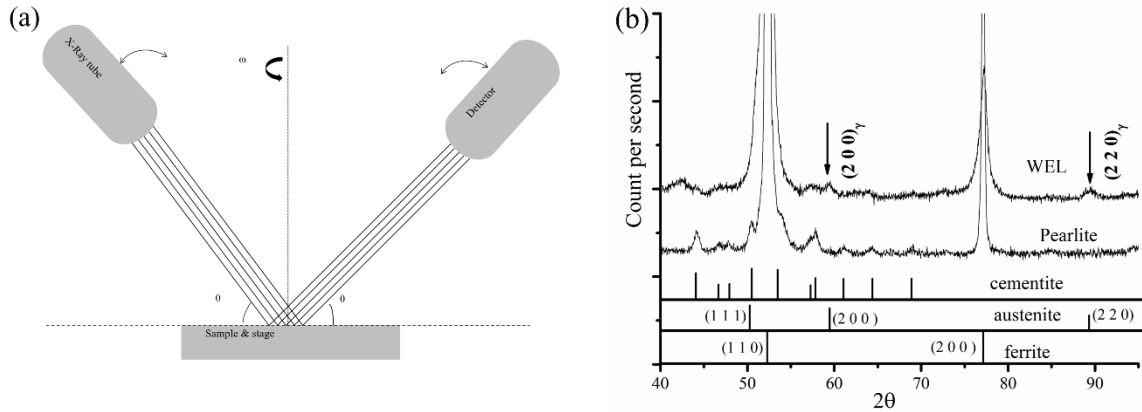 (a)
X-Ray tube
ω
Detector
θ
θ
Sample & stage
(b)
Count per second
(2 0 0)γ
WEL
(2 2 0)γ
Pearlite
cementite
(1 1 1)
(2 0 0)
austenite
(2 2 0)
(1 1 0)
(2 0 0)
ferrite
40 50 60 70 80 90
2θ